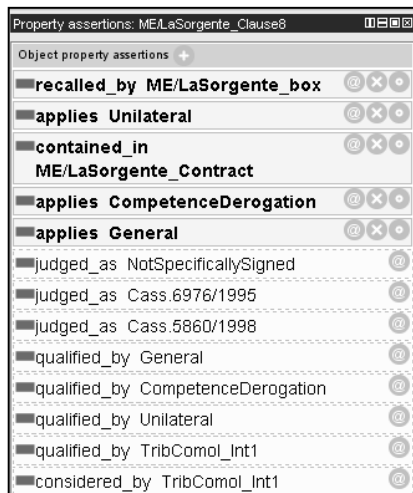 Property assertions: ME/LaSorgente_Clause8
Object property assertions
recalled_by ME/LaSorgente_box
applies Unilateral
contained_in
ME/LaSorgente_Contract
applies CompetenceDerogation
applies General
judged_as NotSpecificallySigned
judged_as Cass.6976/1995
judged_as Cass.5860/1998
qualified_by General
qualified_by CompetenceDerogation
qualified_by Unilateral
qualified_by TribComol_Int1
considered_by TribComol_Int1